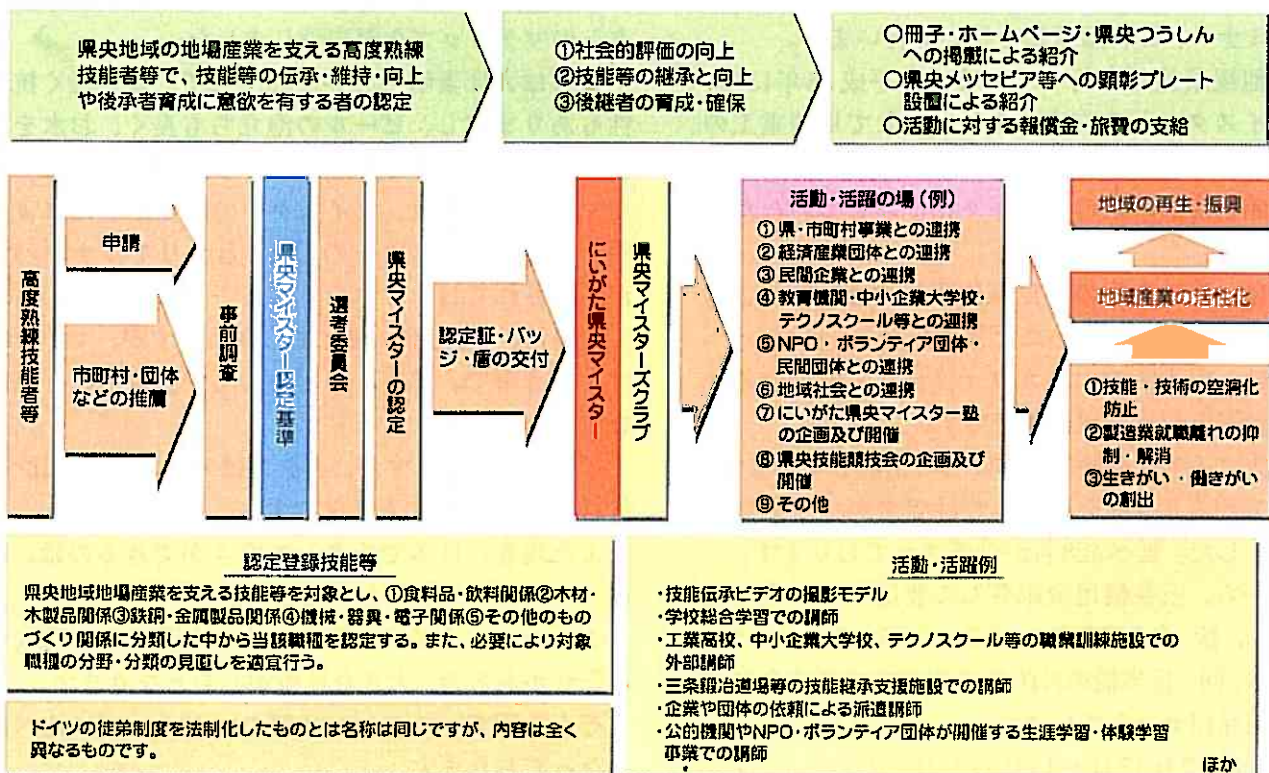 県央地域の地場産業を支える高度熟練
技能者等で、技能等の伝承・維持・向上
や後承者育成に意欲を有する者の認定
①社会的評価の向上
②技能等の継承と向上
③後継者の育成・確保
○冊子・ホームページ・県央つうしん
への掲載による紹介
○県央メッセピア等への顕彰プレート
設置による紹介
○活動に対する報償金・旅費の支給
高度熟練技能者等
申請
市町村・団体
などの推薦
事前調査
県央マイスター認定基準
選考委員会
県央マイスターの認定
認定証・バッ
ジ・盾の交付
にいがた県央マイスター
県央マイスターズクラブ
活動・活躍の場(例)
①県・市町村事業との連携
②経済産業団体との連携
③民間企業との連携
④教育機関・中小企業大学校・
テクノスクール等との連携
⑤NPO・ボランティア団体・
民間団体との連携
⑥地域社会との連携
⑦にいがた県央マイスター塾
の企画及び開催
⑧県央技能競技会の企画及び
開催
⑨その他
地域の再生・振興
地域産業の活性化
①技能・技術の空洞化
防止
②製造業就職離れの抑
制・解消
③生きがい・働きがい
の創出
認定登録技能等
県央地域地場産業を支える技能等を対象とし、①食料品・飲料関係②木材・
木製品関係③鉄鋼・金属製品関係④機械・器具・電子関係⑤その他のもの
づくり関係に分類した中から当該職種を認定する。また、必要により対象
職種の分野・分類の見直しを適宜行う。
ドイツの徒弟制度を法制化したものとは名称は同じですが、内容は全く
異なるものです。
活動・活躍例
・技能伝承ビデオの撮影モデル
・学校総合学習での講師
・工業高校、中小企業大学校、テクノスクール等の職業訓練施設での
外部講師
・三条鍛冶道場等の技能継承支援施設での講師
・企業や団体の依頼による派遣講師
・公的機関やNPO・ボランティア団体が開催する生涯学習・体験学習
事業での講師
ほか